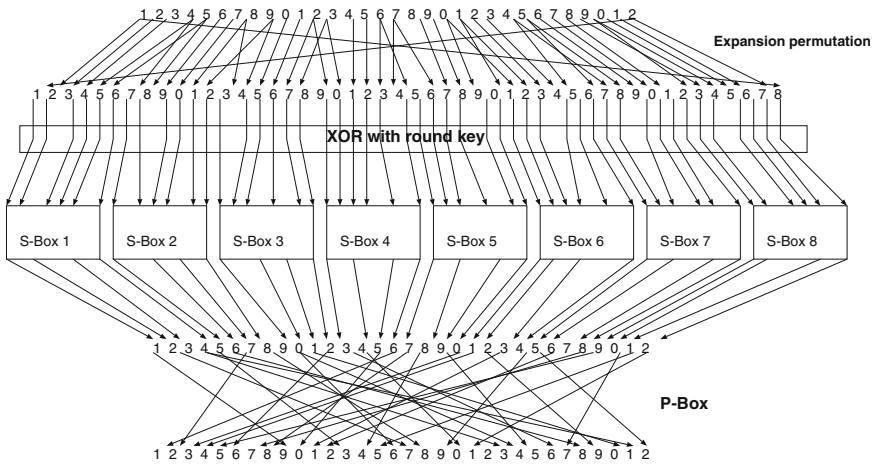 1 2 3 4 5 6 7 8 9 0 1 2 3 4 5 6 7 8 9 0 1 2 3 4 5 6 7 8 9 0 1 2
Expansion permutation
1 2 3 4 5 6 7 8 9 0 1 2 3 4 5 6 7 8 9 0 1 2 3 4 5 6 7 8 9 0 1 2 3 4 5 6 7 8 9 0 1 2 3 4 5 6 7 8
XOR with round key
S-Box 1 S-Box 2 S-Box 3 S-Box 4 S-Box 5 S-Box 6 S-Box 7 S-Box 8
1 2 3 4 5 6 7 8 9 0 1 2 3 4 5 6 7 8 9 0 1 2 3 4 5 6 7 8 9 0 1 2
P-Box
1 2 3 4 5 6 7 8 9 0 1 2 3 4 5 6 7 8 9 0 1 2 3 4 5 6 7 8 9 0 1 2